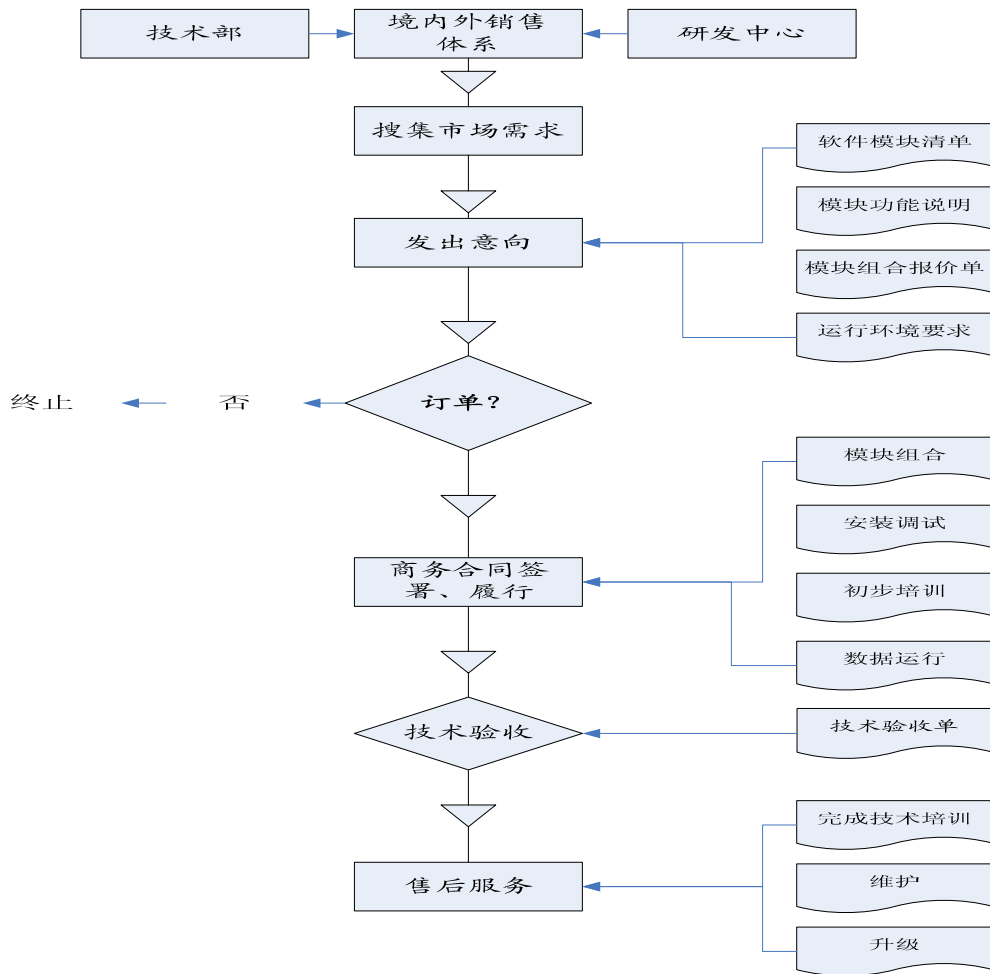 技术部
境内外销售
体系
研发中心
搜集市场需求
软件模块清单
模块功能说明
发出意向
模块组合报价单
运行环境要求
终止
否
订单?
模块组合
安装调试
商务合同签
署、履行
初步培训
数据运行
技术验收
技术验收单
完成技术培训
售后服务
维护
升级